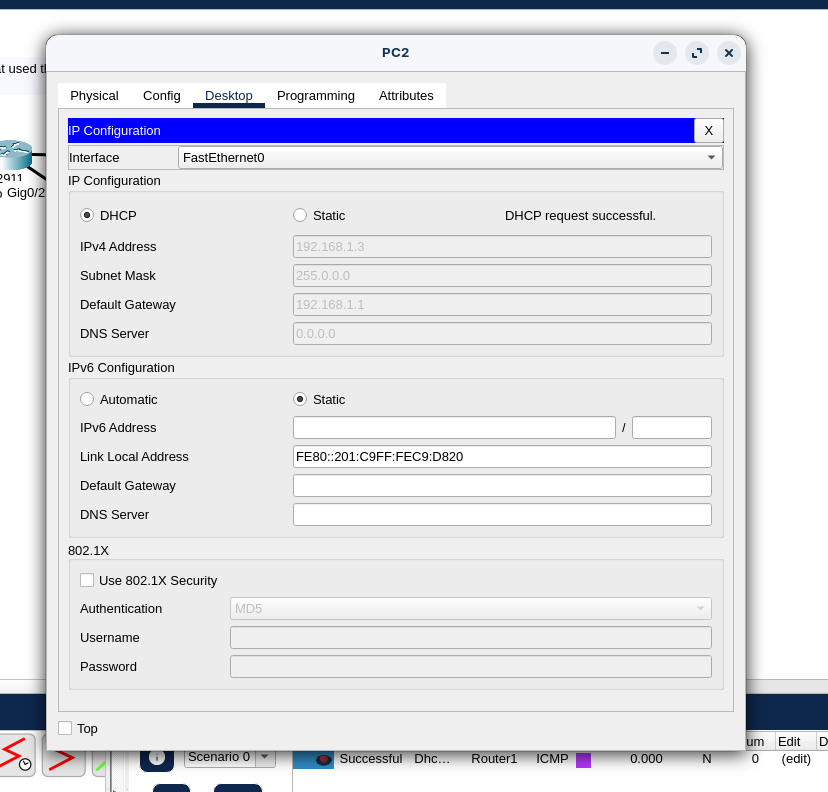 PC2
at used th
Physical Config Desktop Programming Attributes
IP Configuration X
Interface FastEthernet0
2911
Gig0/2
IP Configuration
DHCP Static DHCP request successful.
IPv4 Address 192.168.1.3
Subnet Mask 255.0.0.0
Default Gateway 192.168.1.1
DNS Server 0.0.0.0
IPv6 Configuration
Automatic Static
IPv6 Address /
Link Local Address FE80::201:C9FF:FEC9:D820
Default Gateway
DNS Server
802.1X
Use 802.1X Security
Authentication MD5
Username
Password
Top
um Edit D
Scenario 0 Successful Dhc... Router1 ICMP 0.000 N 0 (edit)